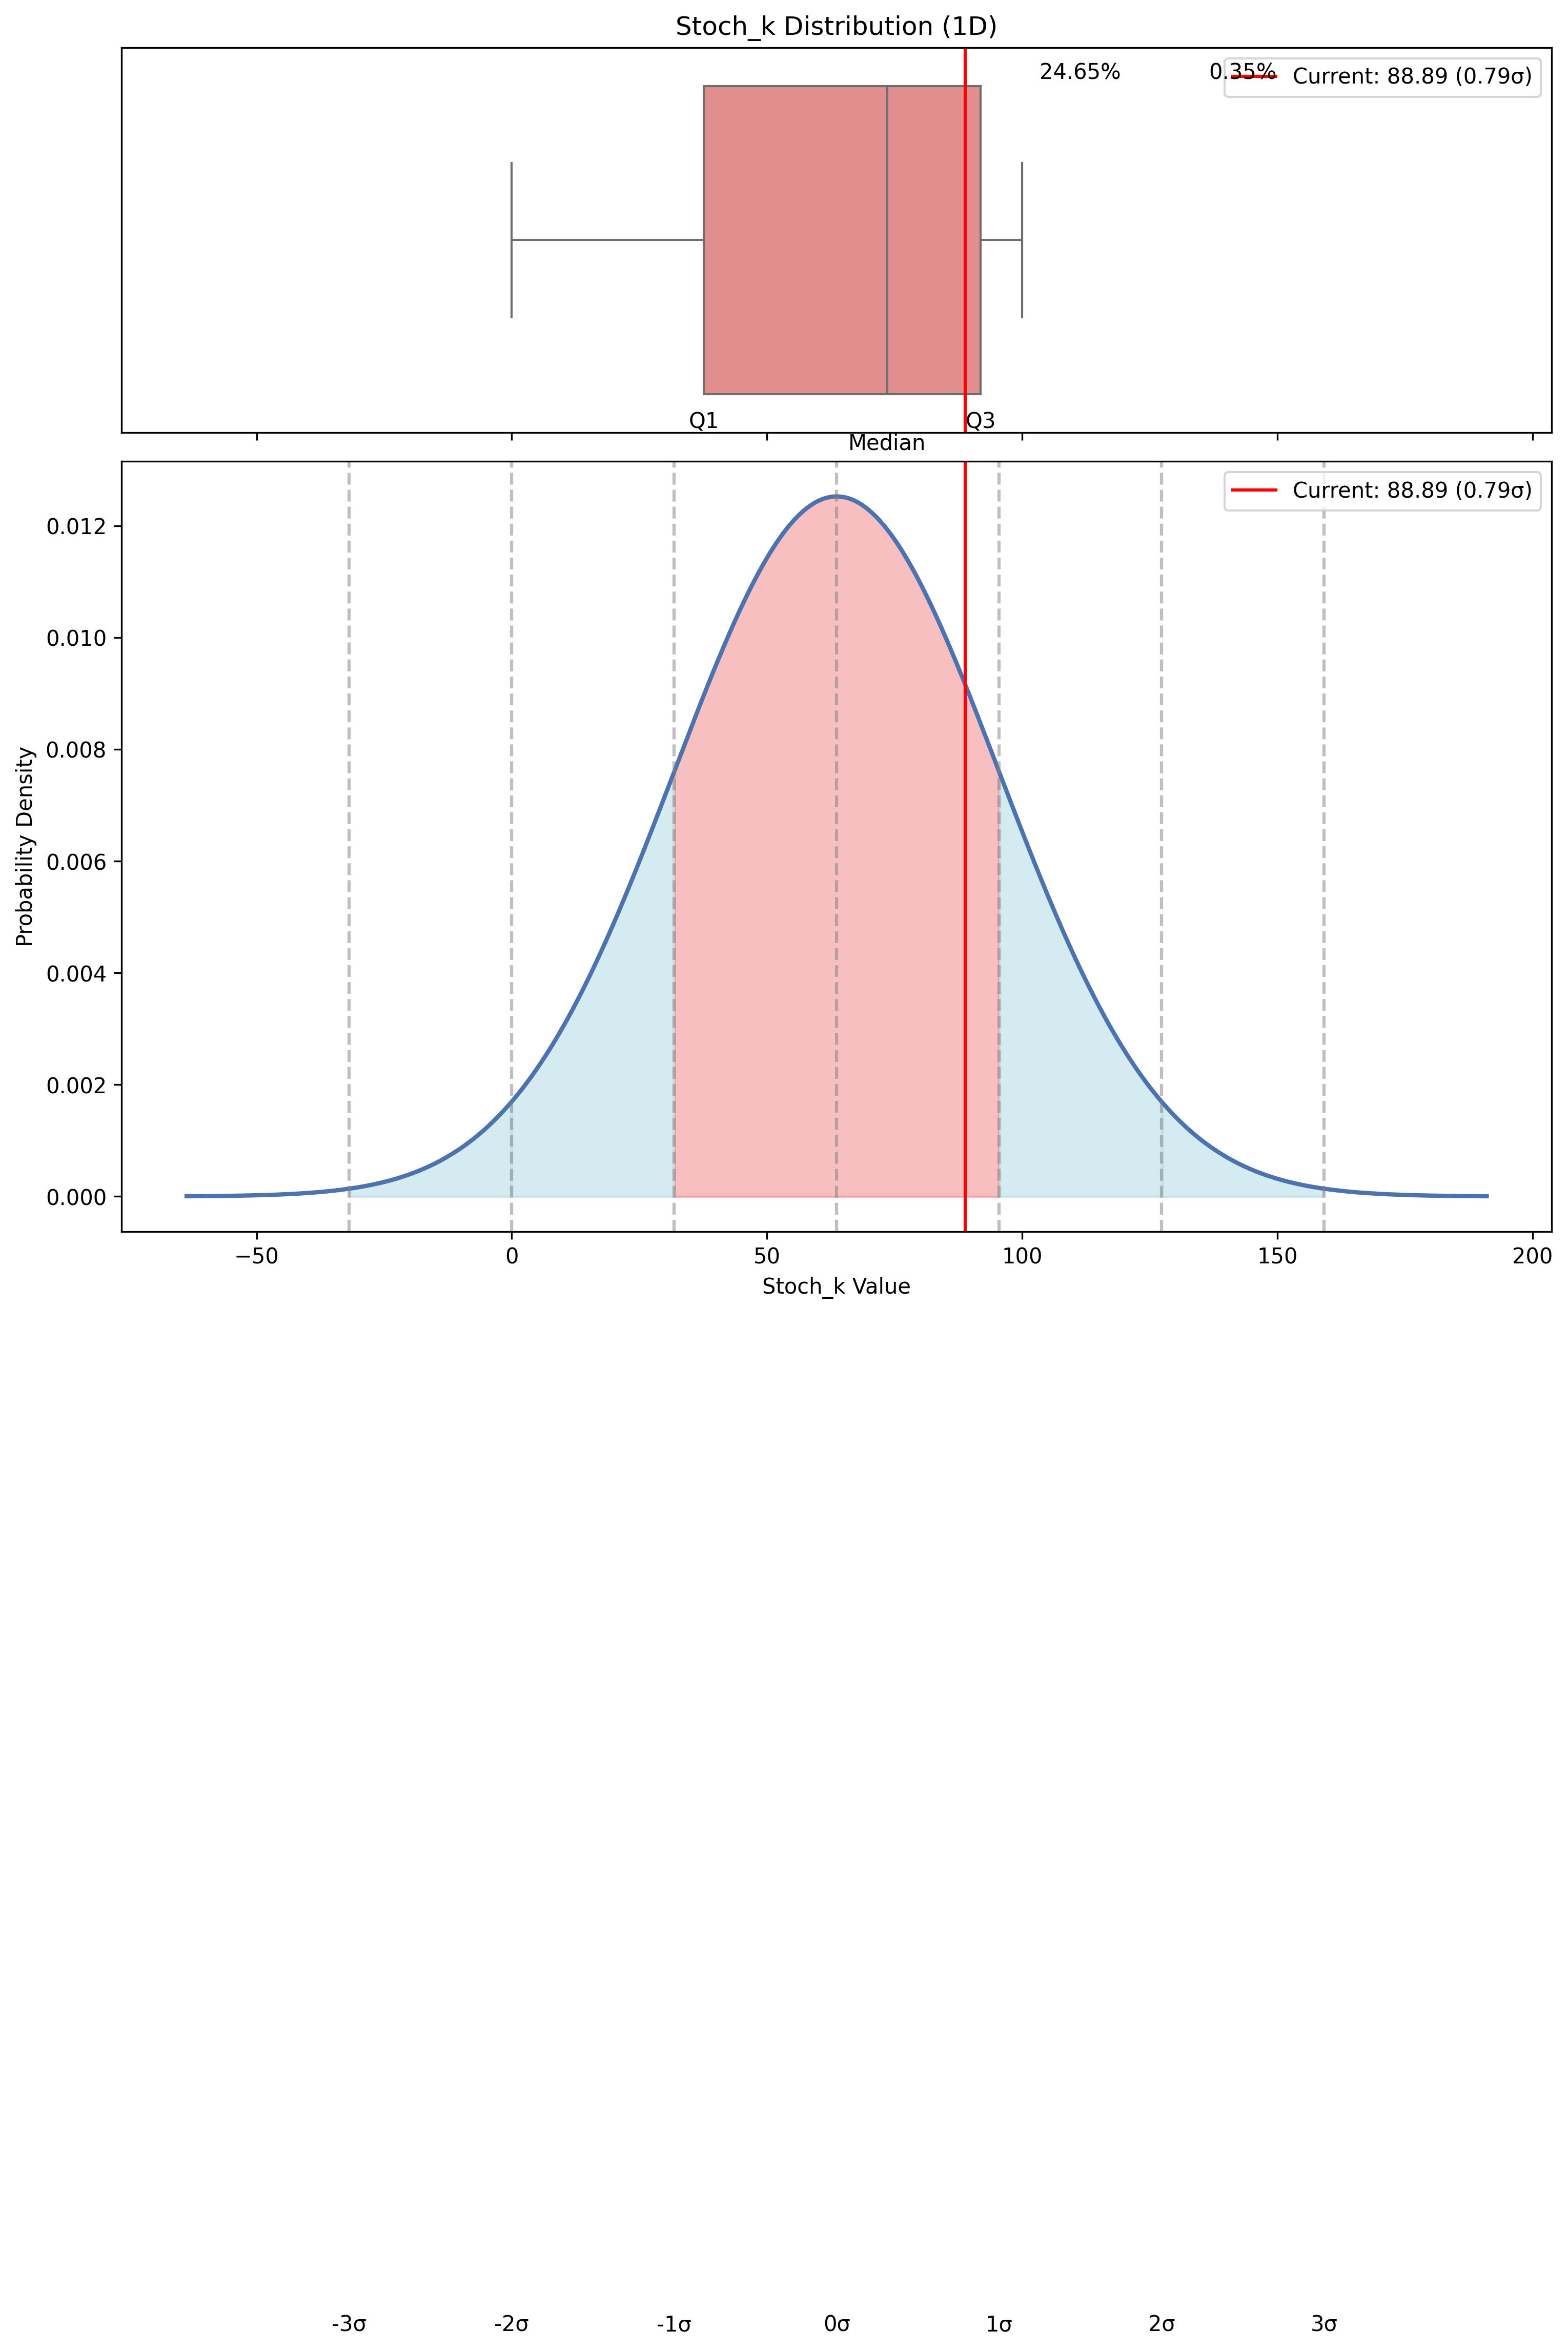 Stoch_k Distribution (1D)
24.65%
0.35%
Current: 88.89 (0.79σ)
Q1
Q3
Median
Current: 88.89 (0.79σ)
Probability Density
0.012
0.010
0.008
0.006
0.004
0.002
0.000
−50 0 50 100 150 200
Stoch_k Value
-3σ -2σ -1σ 0σ 1σ 2σ 3σ